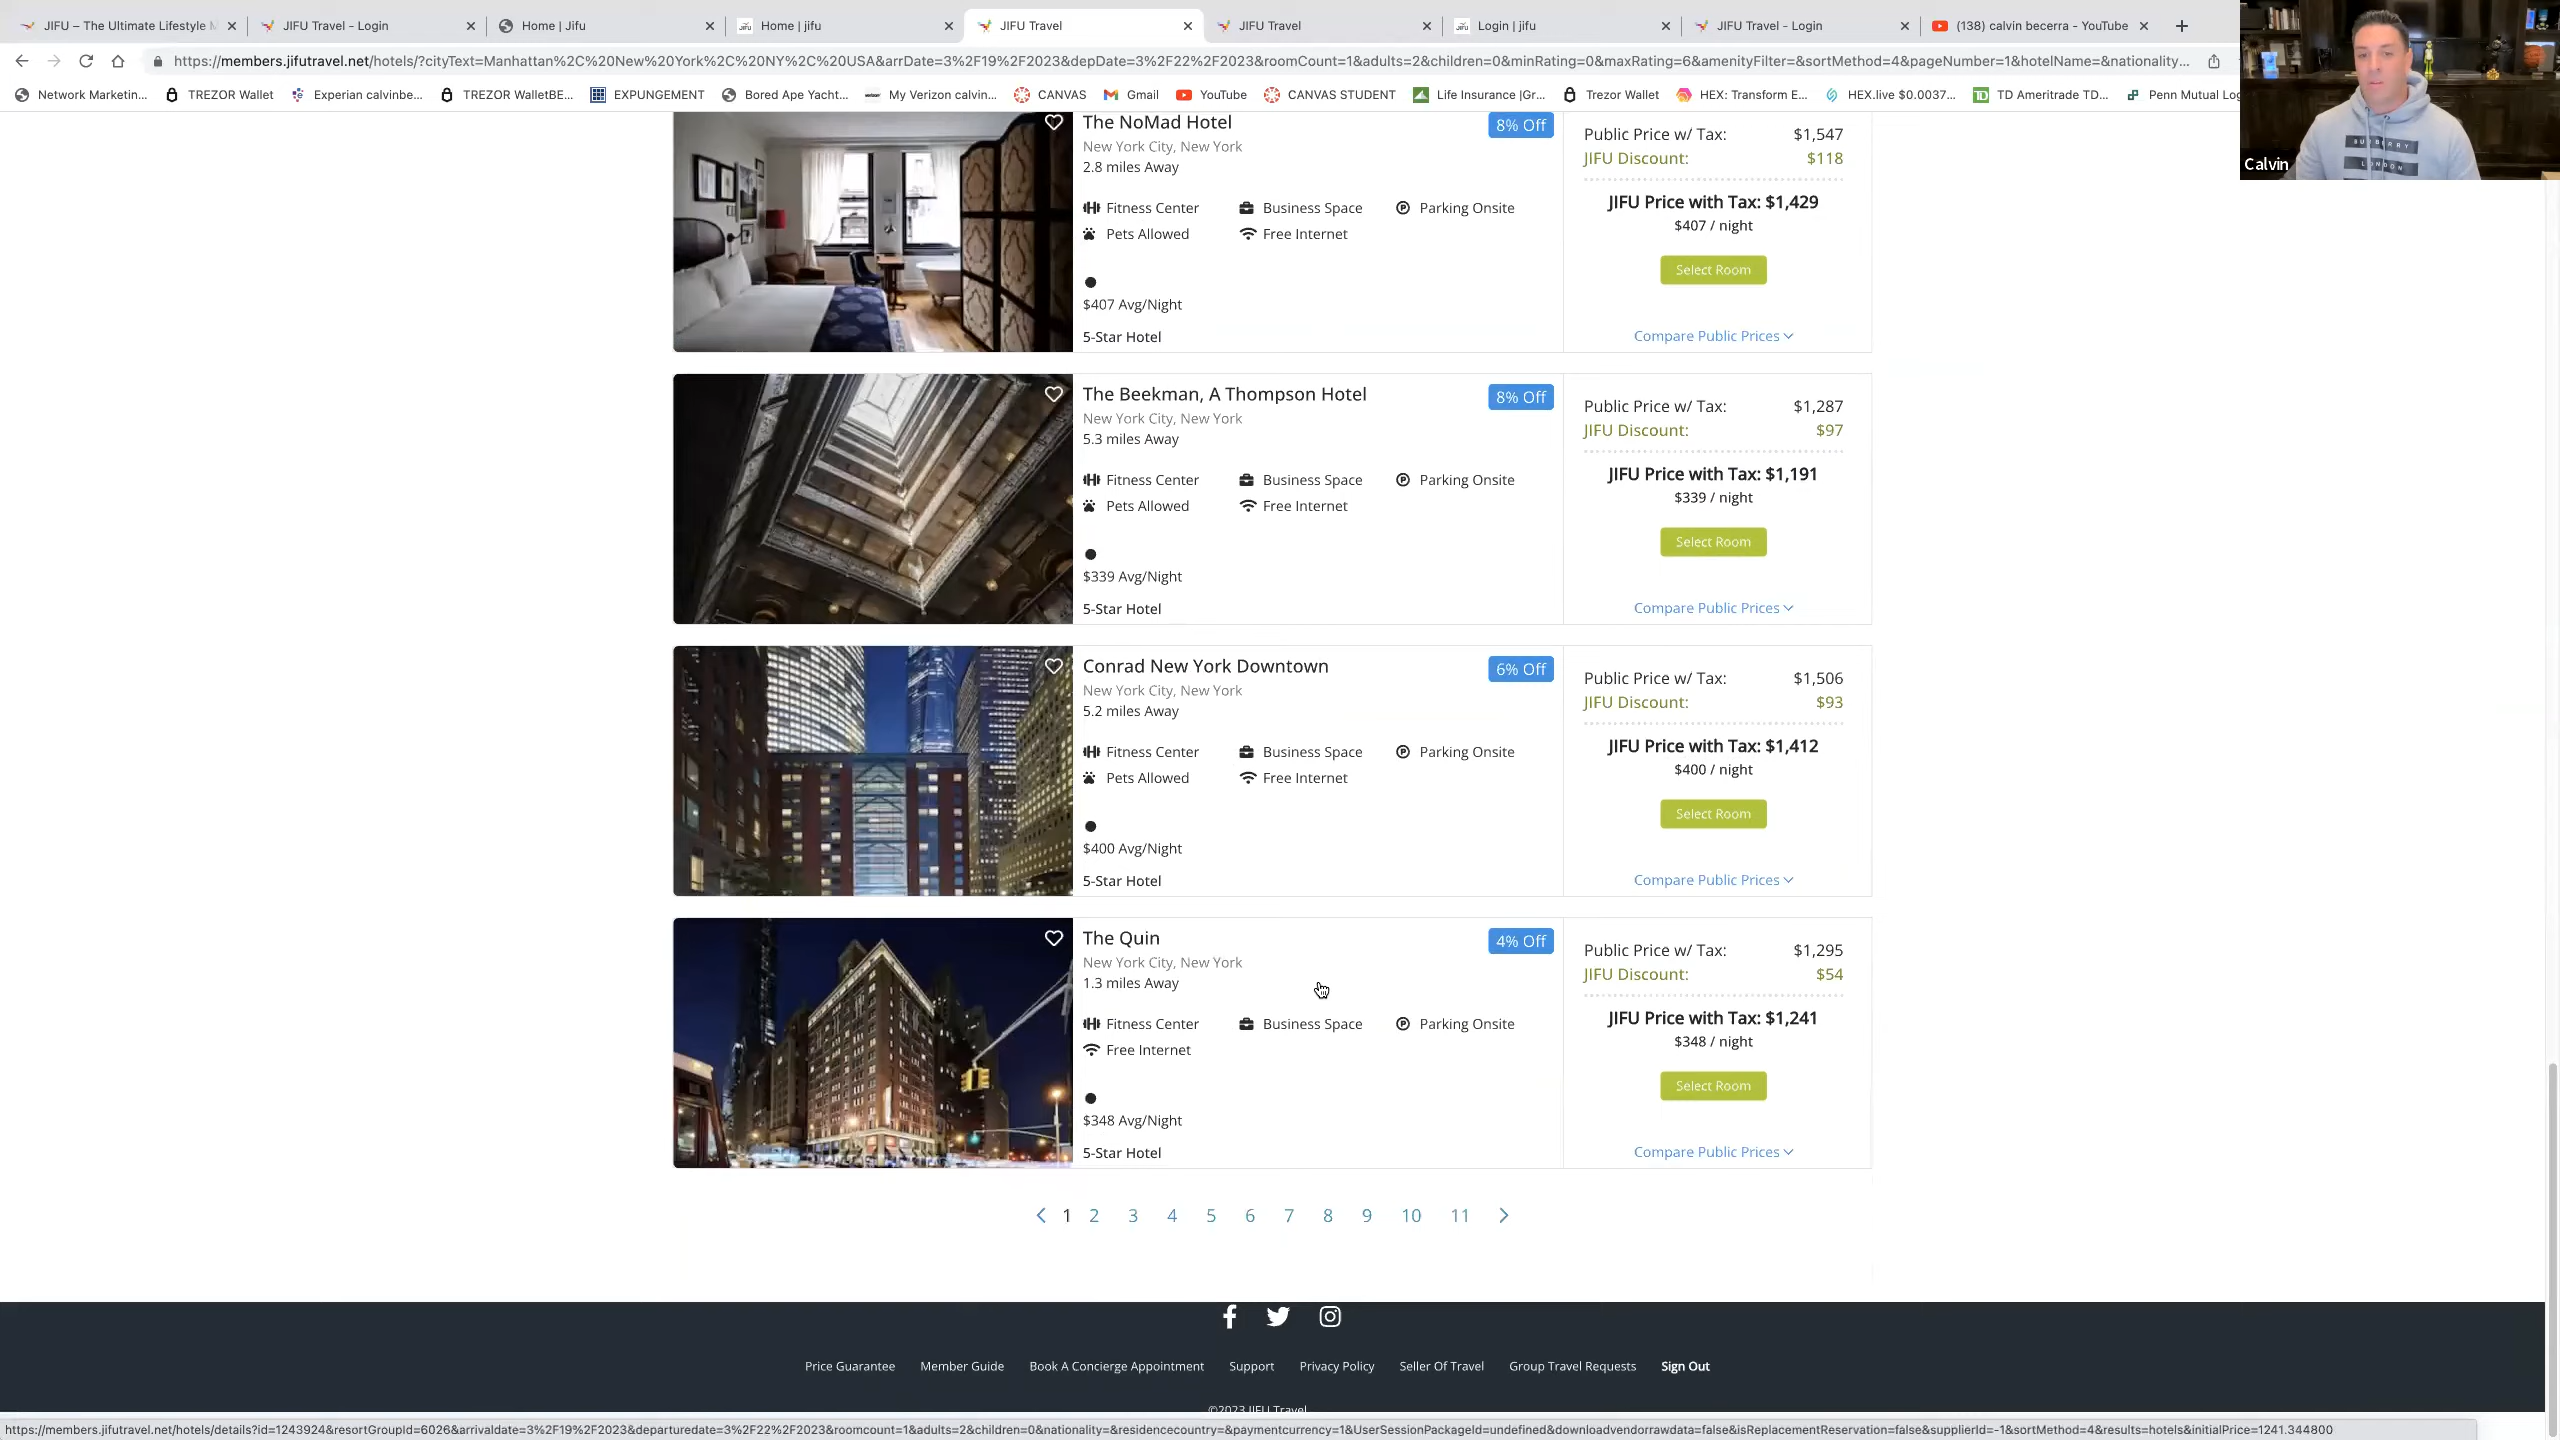 JIFU – The Ultimate Lifestyle
JIFU Travel - Login
Home | Jifu
Home | jifu
JIFU Travel
JIFU Travel
Login | jifu
JIFU Travel - Login
(138) calvin becerra - YouTube
https://members.jifutravel.net/hotels/?cityText=Manhattan%2C%20New%20York%2C%20NY%2C%20USA&arrDate=3%2F19%2F2023&depDate=3%2F22%2F2023&roomCount=1&adults=2&children=0&minRating=0&maxRating=6&amenityFilter=&sortMethod=4&pageNumber=1&hotelName=&nationality...
Network Marketin...
TREZOR Wallet
Experian calvinbe...
TREZOR WalletBE...
EXPUNGEMENT
Bored Ape Yacht...
My Verizon calvin...
CANVAS
Gmail
YouTube
CANVAS STUDENT
Life Insurance |Gr...
Trezor Wallet
HEX: Transform E...
HEX.live $0.0037...
TD Ameritrade TD...
Penn Mutual Log
BURBERRY
LONDON
Calvin
The NoMad Hotel
8% Off
New York City, New York
2.8 miles Away
Fitness Center
Business Space
Parking Onsite
Pets Allowed
Free Internet
$407 Avg/Night
5-Star Hotel
Public Price w/ Tax: $1,547
JIFU Discount: $118
JIFU Price with Tax: $1,429
$407 / night
Select Room
Compare Public Prices
The Beekman, A Thompson Hotel
8% Off
New York City, New York
5.3 miles Away
Fitness Center
Business Space
Parking Onsite
Pets Allowed
Free Internet
$339 Avg/Night
5-Star Hotel
Public Price w/ Tax: $1,287
JIFU Discount: $97
JIFU Price with Tax: $1,191
$339 / night
Select Room
Compare Public Prices
Conrad New York Downtown
6% Off
New York City, New York
5.2 miles Away
Fitness Center
Business Space
Parking Onsite
Pets Allowed
Free Internet
$400 Avg/Night
5-Star Hotel
Public Price w/ Tax: $1,506
JIFU Discount: $93
JIFU Price with Tax: $1,412
$400 / night
Select Room
Compare Public Prices
The Quin
4% Off
New York City, New York
1.3 miles Away
Fitness Center
Business Space
Parking Onsite
Free Internet
$348 Avg/Night
5-Star Hotel
Public Price w/ Tax: $1,295
JIFU Discount: $54
JIFU Price with Tax: $1,241
$348 / night
Select Room
Compare Public Prices
1 2 3 4 5 6 7 8 9 10 11
Price Guarantee
Member Guide
Book A Concierge Appointment
Support
Privacy Policy
Seller Of Travel
Group Travel Requests
Sign Out
©2023 JIFU Travel
https://members.jifutravel.net/hotels/details?id=1243924&resortGroupId=6026&arrivaldate=3%2F19%2F2023&departuredate=3%2F22%2F2023&roomcount=1&adults=2&children=0&nationality=&residencecountry=&paymentcurrency=1&UserSessionPackageId=undefined&downloadvendorrawdata=false&isReplacementReservation=false&supplierId=-1&sortMethod=4&results=hotels&initialPrice=1241.344800